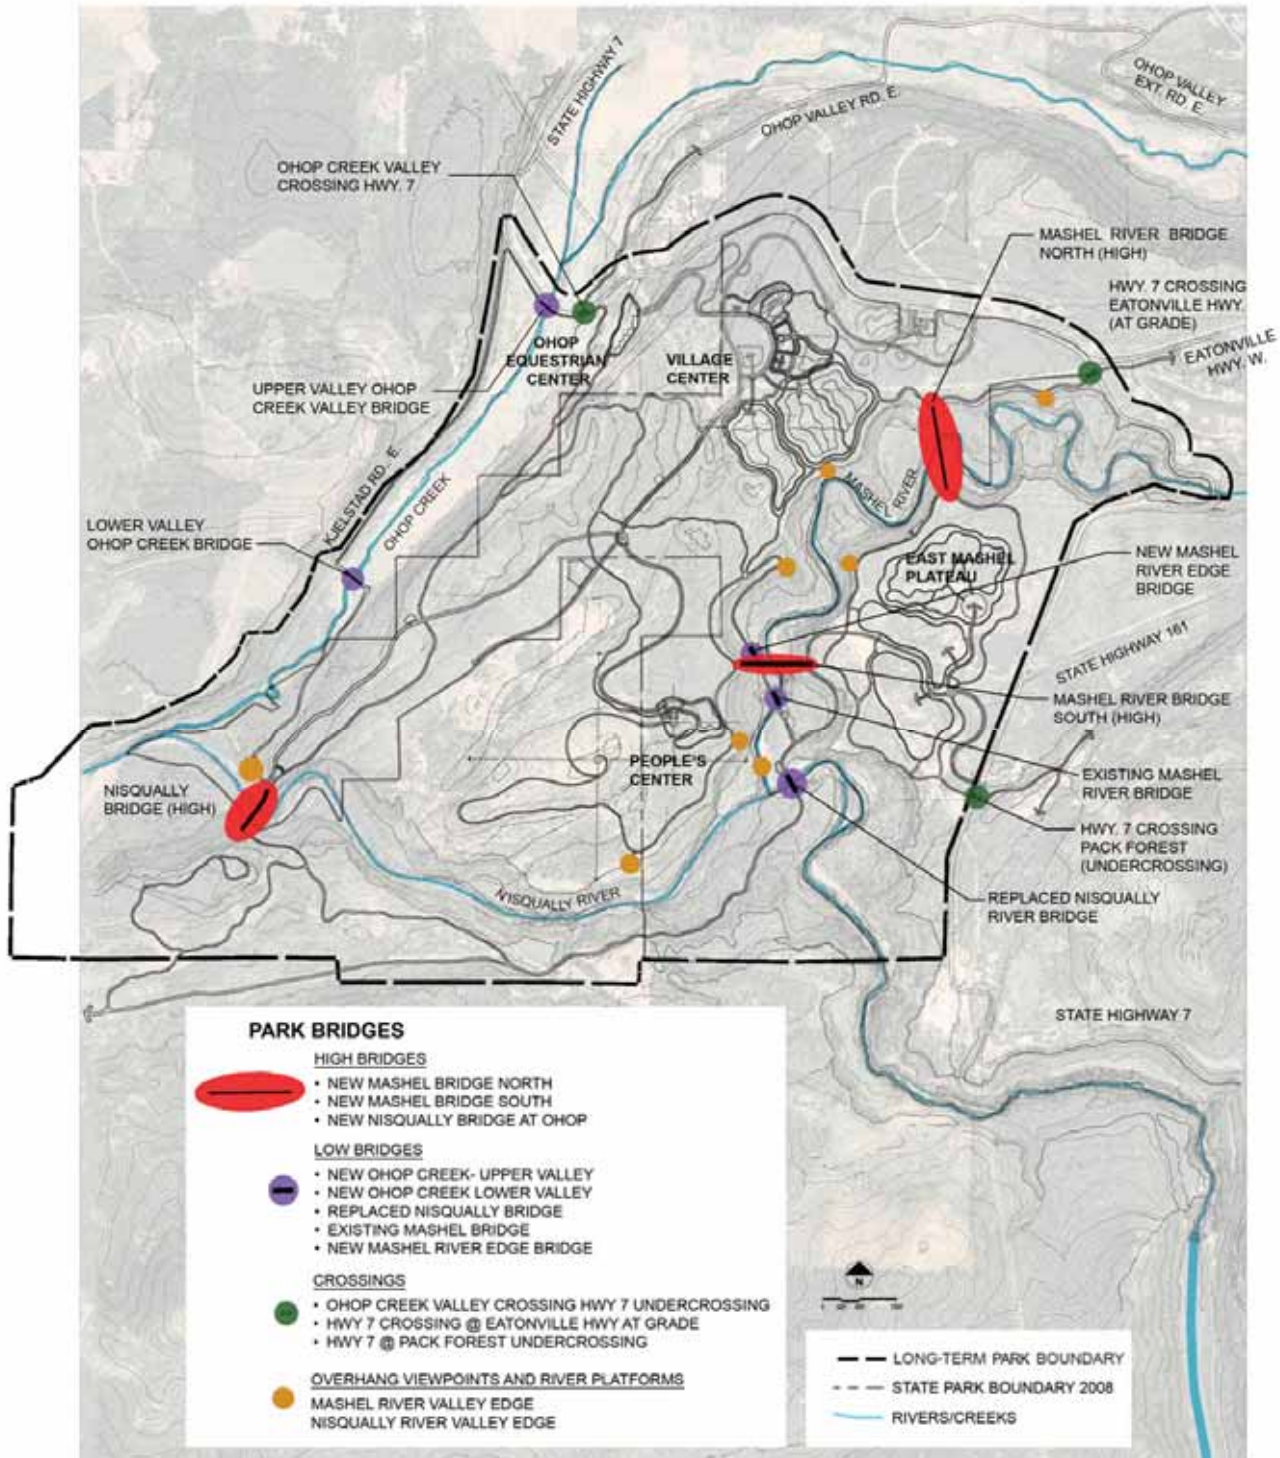 STATE HIGHWAY 7
OHOP VALLEY
EXT. RD. E.
OHOP VALLEY RD. E.
OHOP CREEK VALLEY
CROSSING HWY. 7
MASHEL RIVER BRIDGE
NORTH (HIGH)
HWY. 7 CROSSING
EATONVILLE HWY.
(AT GRADE)
EATONVILLE
HWY. W.
OHOP
EQUESTRIAN
CENTER
VILLAGE
CENTER
UPPER VALLEY OHOP
CREEK VALLEY BRIDGE
KJELSTAD RD. E.
OHOP CREEK
MASHEL RIVER
LOWER VALLEY
OHOP CREEK BRIDGE
EAST MASHEL
PLATEAU
NEW MASHEL
RIVER EDGE
BRIDGE
STATE HIGHWAY 161
MASHEL RIVER BRIDGE
SOUTH (HIGH)
PEOPLE'S
CENTER
NISQUALLY
BRIDGE (HIGH)
EXISTING MASHEL
RIVER BRIDGE
HWY. 7 CROSSING
PACK FOREST
(UNDERCROSSING)
NISQUALLY RIVER
REPLACED NISQUALLY
RIVER BRIDGE
STATE HIGHWAY 7
PARK BRIDGES
HIGH BRIDGES
• NEW MASHEL BRIDGE NORTH
• NEW MASHEL BRIDGE SOUTH
• NEW NISQUALLY BRIDGE AT OHOP
LOW BRIDGES
• NEW OHOP CREEK- UPPER VALLEY
• NEW OHOP CREEK LOWER VALLEY
• REPLACED NISQUALLY BRIDGE
• EXISTING MASHEL BRIDGE
• NEW MASHEL RIVER EDGE BRIDGE
CROSSINGS
• OHOP CREEK VALLEY CROSSING HWY 7 UNDERCROSSING
• HWY 7 CROSSING @ EATONVILLE HWY AT GRADE
• HWY 7 @ PACK FOREST UNDERCROSSING
OVERHANG VIEWPOINTS AND RIVER PLATFORMS
MASHEL RIVER VALLEY EDGE
NISQUALLY RIVER VALLEY EDGE
N
LONG-TERM PARK BOUNDARY
STATE PARK BOUNDARY 2008
RIVERS/CREEKS